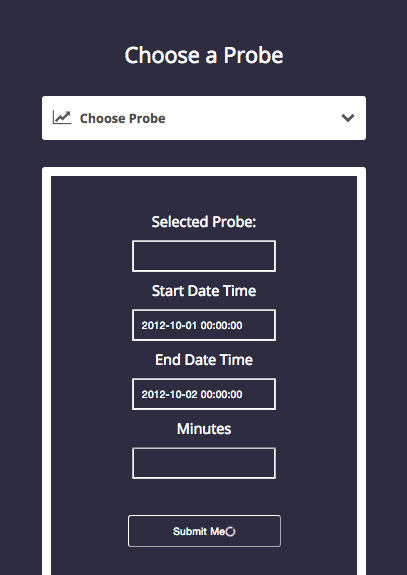 Choose a Probe
Choose Probe
Selected Probe:
Start Date Time
2012-10-01 00:00:00
End Date Time
2012-10-02 00:00:00
Minutes
Submit Me